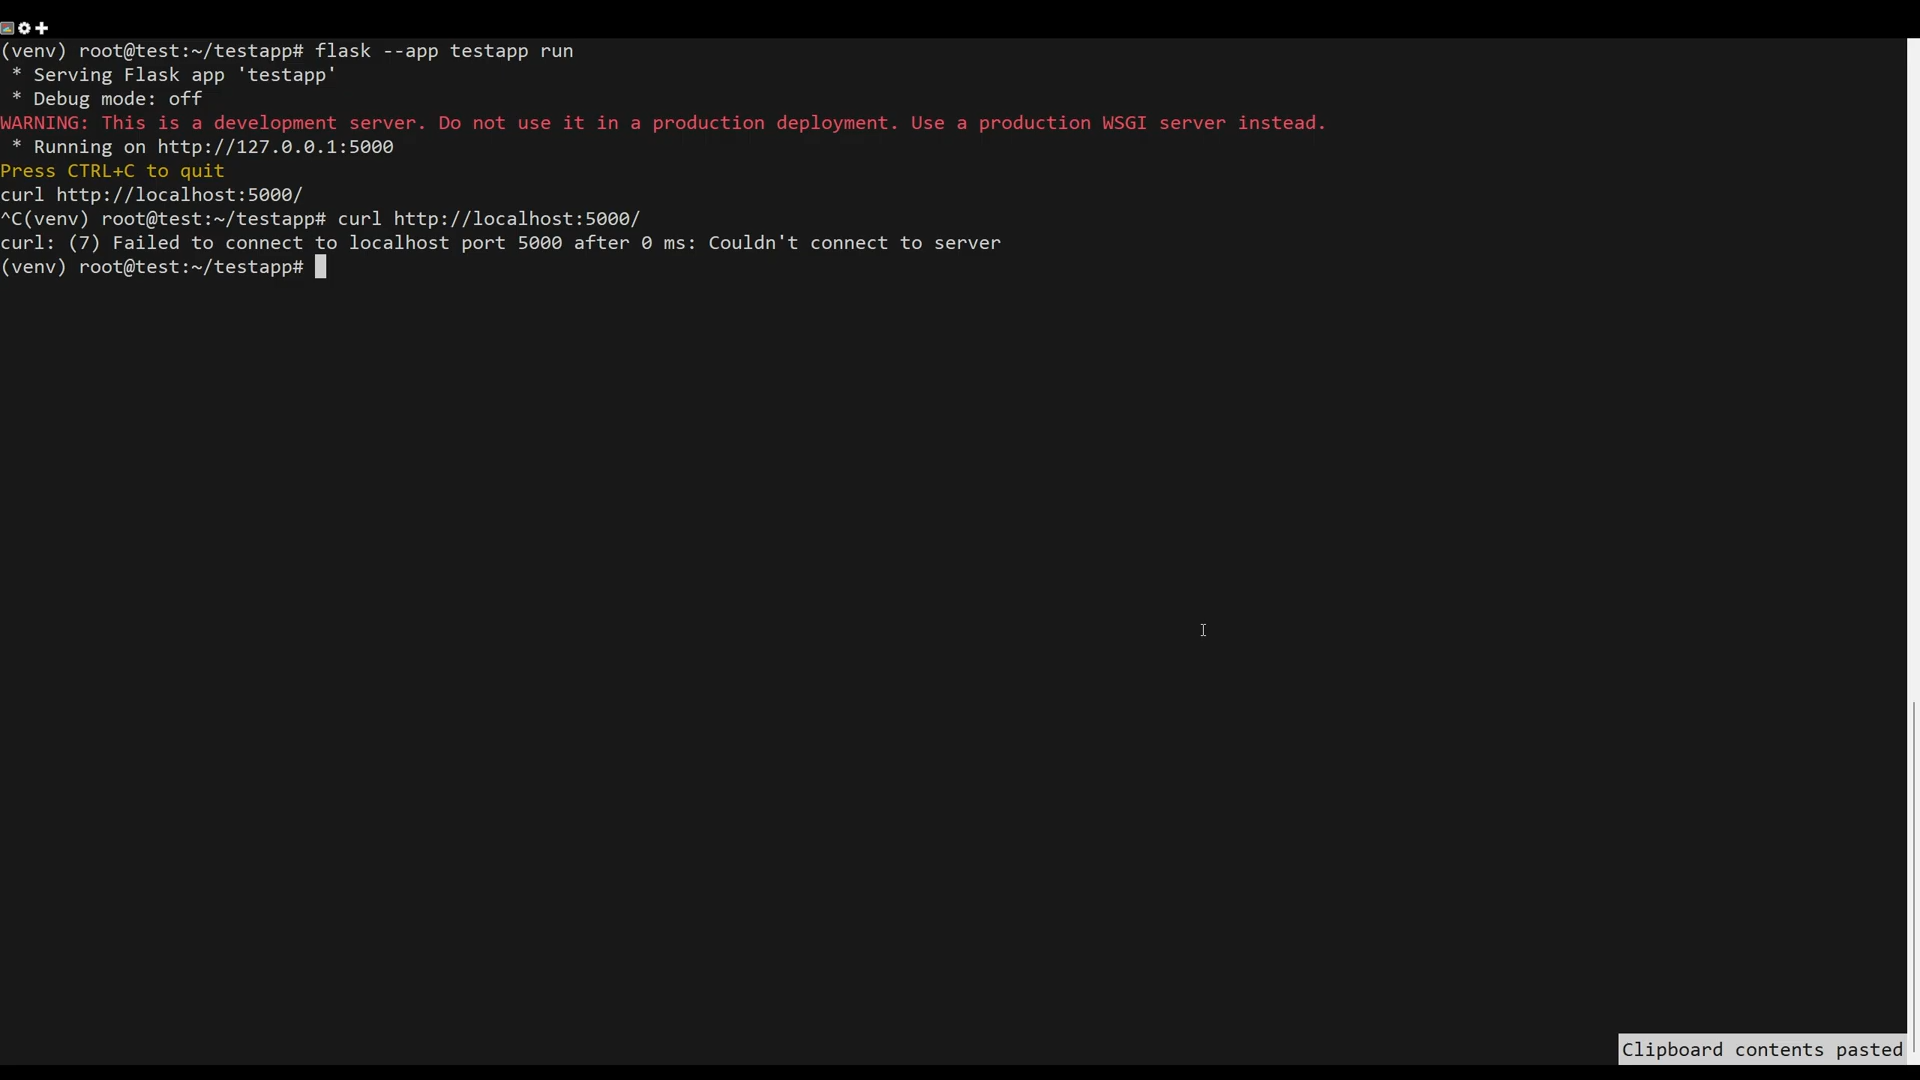 (venv) root@test:~/testapp# flask --app testapp run
 * Serving Flask app 'testapp'
 * Debug mode: off
WARNING: This is a development server. Do not use it in a production deployment. Use a production WSGI server instead.
 * Running on http://127.0.0.1:5000
Press CTRL+C to quit
curl http://localhost:5000/
^C(venv) root@test:~/testapp# curl http://localhost:5000/
curl: (7) Failed to connect to localhost port 5000 after 0 ms: Couldn't connect to server
(venv) root@test:~/testapp#
Clipboard contents pasted